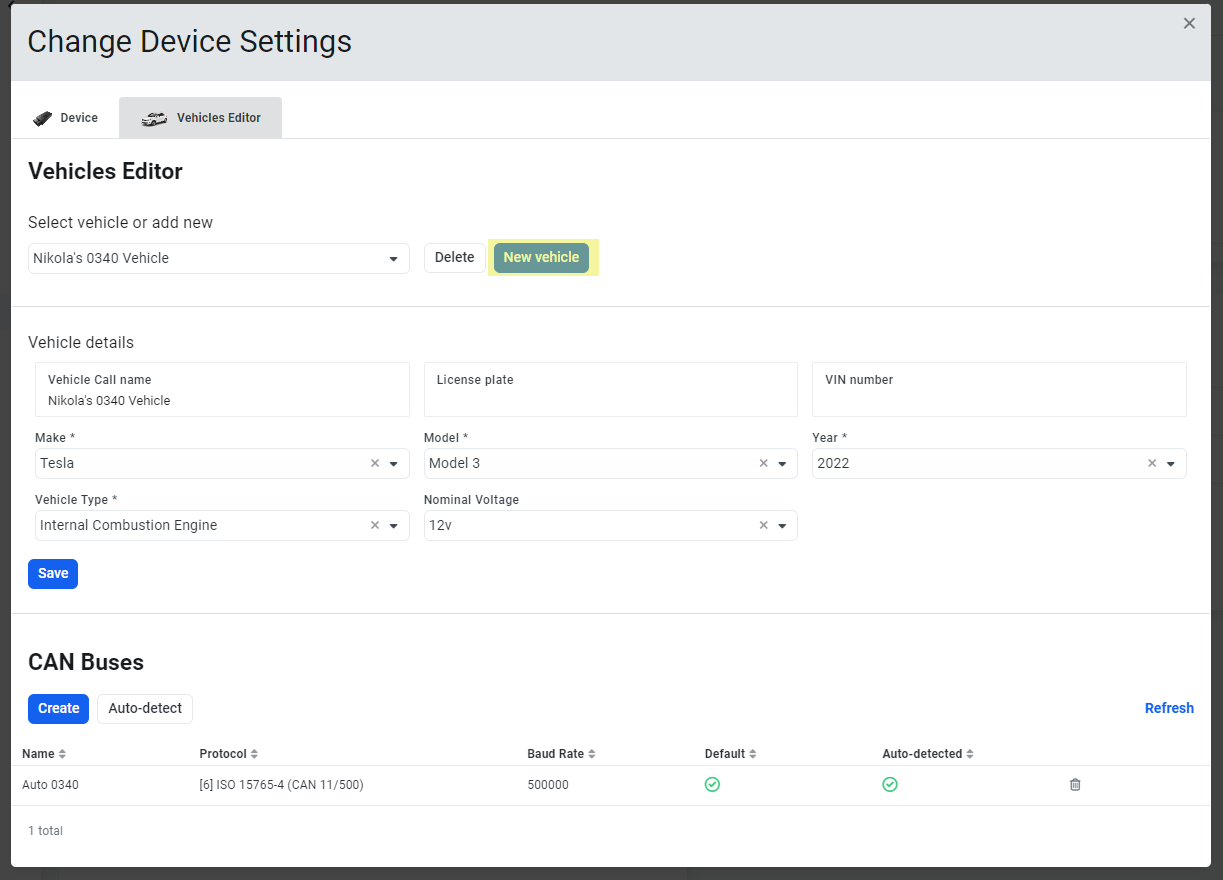 Change Device Settings
Device
Vehicles Editor
Vehicles Editor
Select vehicle or add new
Nikola's 0340 Vehicle
Delete
New vehicle
Vehicle details
Vehicle Call name
Nikola's 0340 Vehicle
License plate
VIN number
Make *
Model *
Year *
Tesla
Model 3
2022
Vehicle Type *
Nominal Voltage
Internal Combustion Engine
12v
Save
CAN Buses
Create
Auto-detect
Refresh
Name
Protocol
Baud Rate
Default
Auto-detected
Auto 0340
[6] ISO 15765-4 (CAN 11/500)
500000
1 total